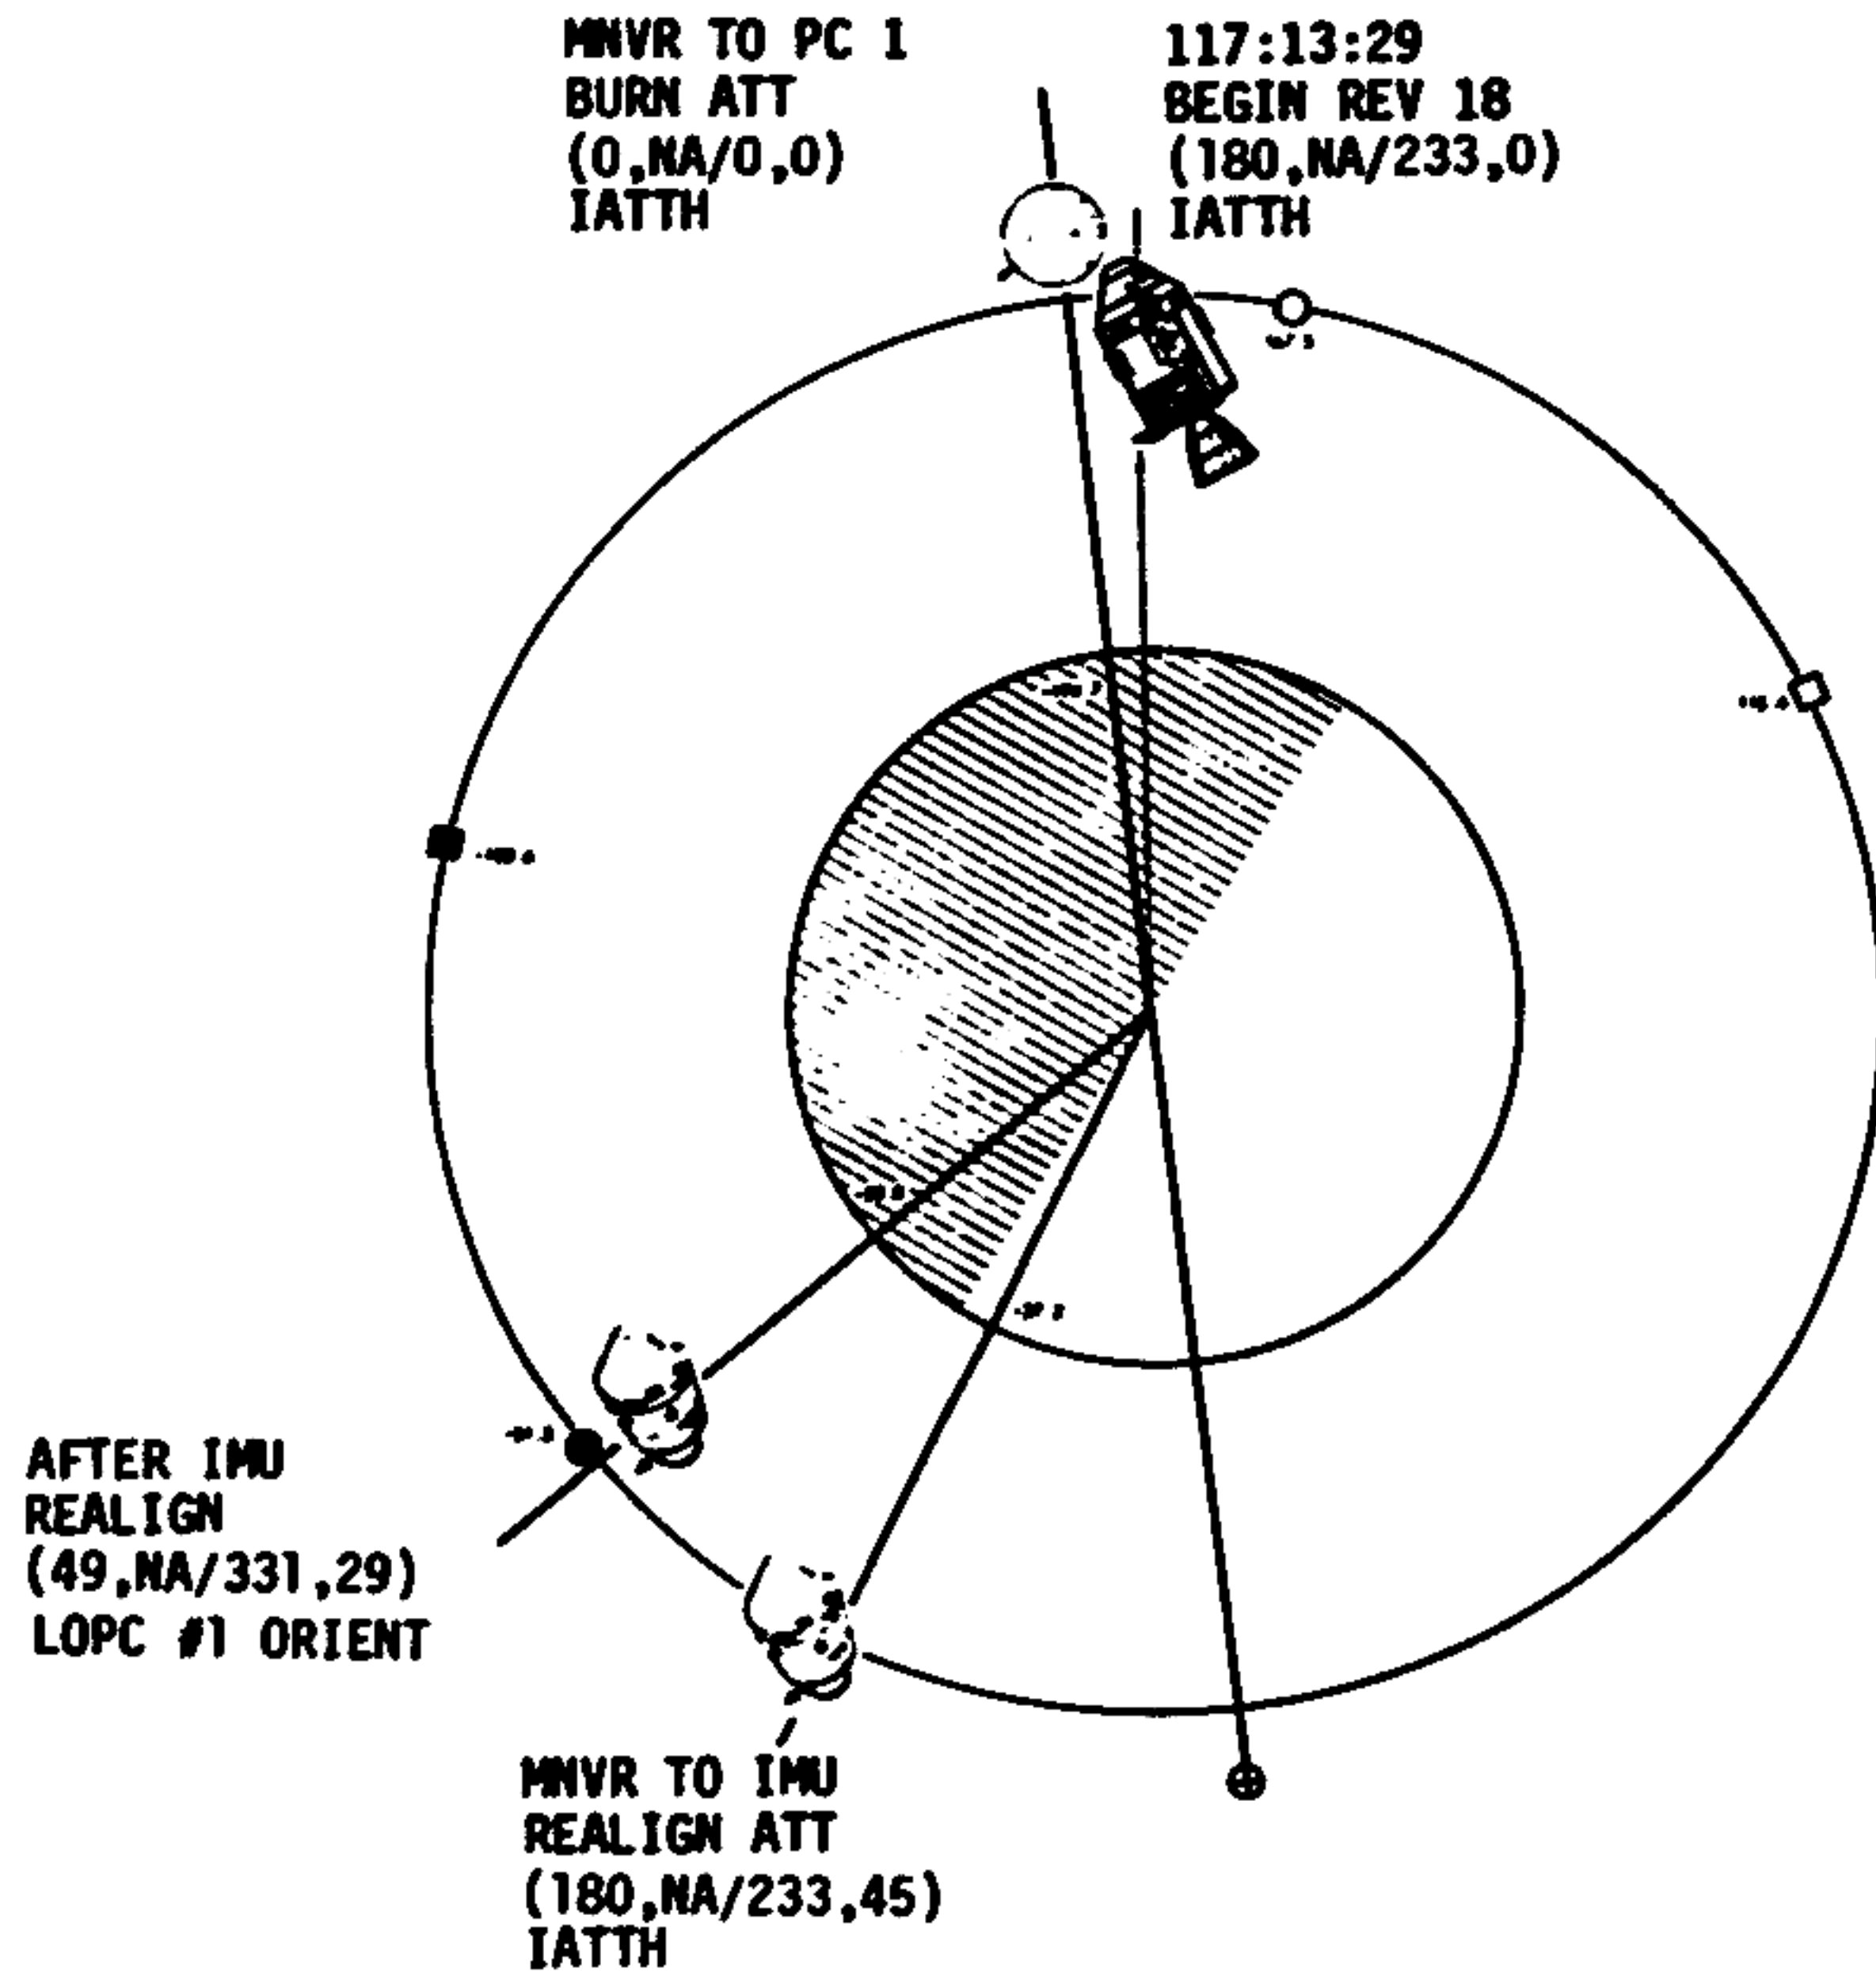 MNVR TO PC I
BURN ATT
(0,NA/0,0)
IATTH
117:13:29
BEGIN REV 18
(180,NA/233,0)
IATTH
AFTER IMU
REALIGN
(49,NA/331,29)
LOPC #1 ORIENT
MNVR TO IMU
REALIGN ATT
(180,NA/233,45)
IATTH